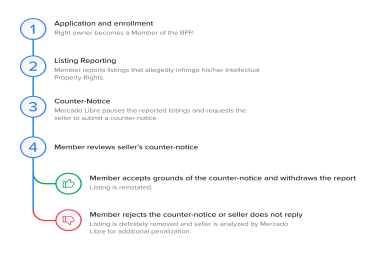 1
Application and enrollment
Right owner becomes a Member of the BPP.
2
Listing Reporting
Member reports listings that allegedly infringe his/her Intellectual
Property Rights.
3
Counter-Notice
Mercado Libre pauses the reported listings and requests the
seller to submit a counter-notice.
4
Member reviews seller's counter-notice
Member accepts grounds of the counter-notice and withdraws the report
Listing is reinstated.
Member rejects the counter-notice or seller does not reply
Listing is definitely removed and seller is analyzed by Mercado
Libre for additional penalization.